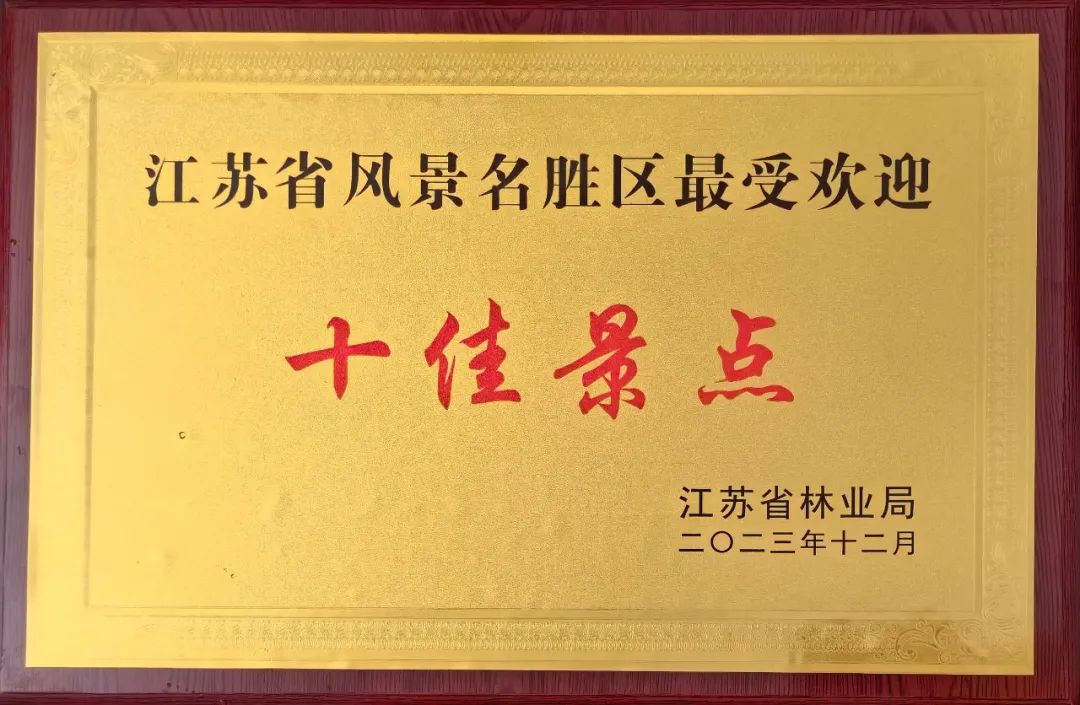 江苏省风景名胜区最受欢迎
十佳景点
江苏省林业局
二〇二三年十二月